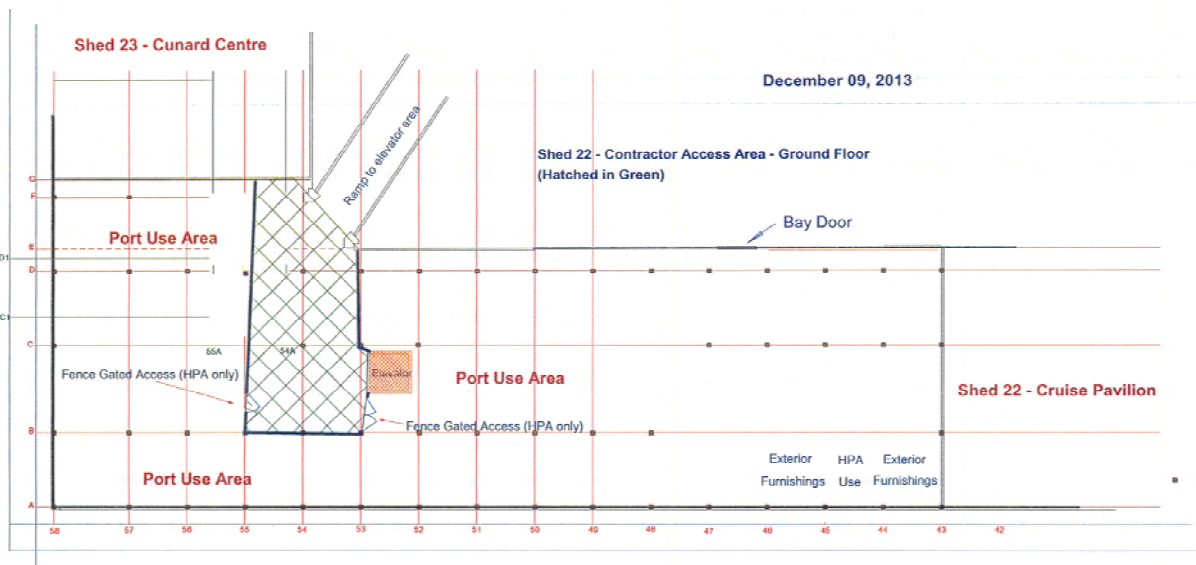 Shed 23 - Cunard Centre
December 09, 2013
Ramp to elevator area
Shed 22 - Contractor Access Area - Ground Floor
(Hatched in Green)
G
F
Bay Door
Port Use Area
E
D1
D
C1
C
55A
54A
Fence Gated Access (HPA only)
Elevator
Port Use Area
Shed 22 - Cruise Pavilion
Fence Gated Access (HPA only)
B
Exterior HPA Exterior
Furnishings Use Furnishings
Port Use Area
A
58 57 56 55 54 53 52 51 50 49 48 47 46 45 44 43 42